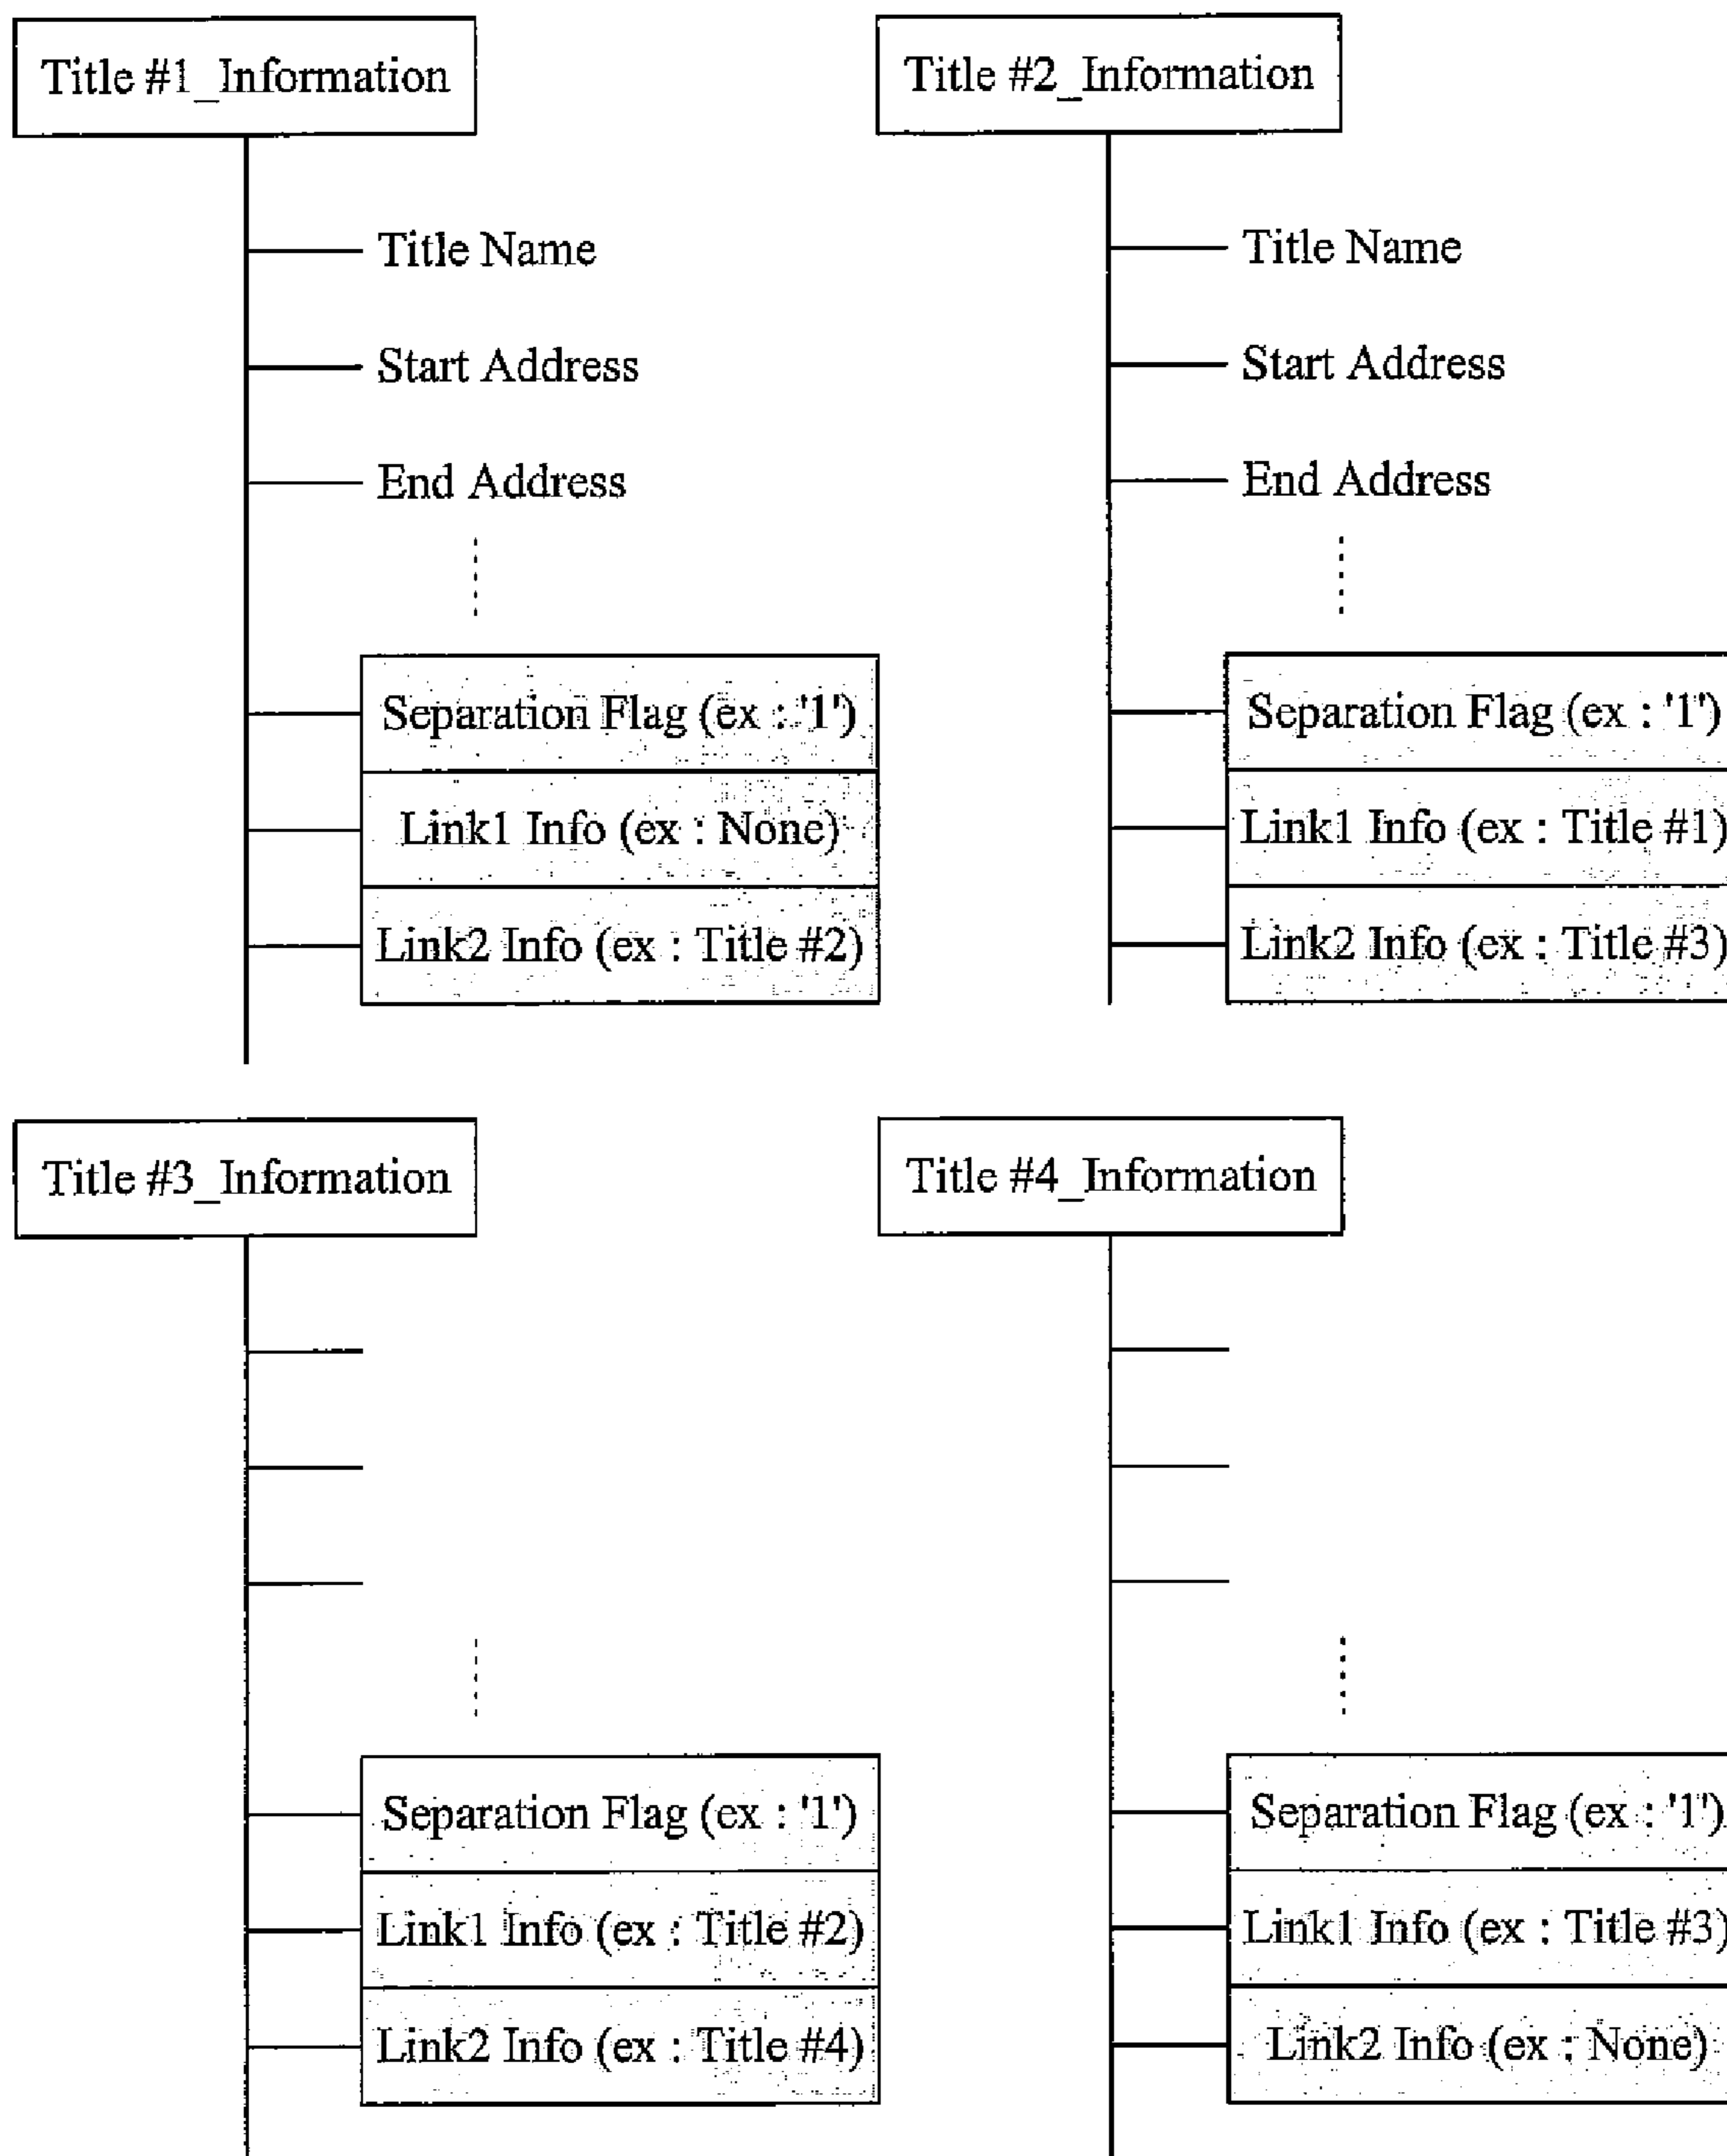 Title #1_Information
Title Name
Start Address
End Address
Separation Flag (ex : '1')
Link1 Info (ex : None)
Link2 Info (ex : Title #2)
Title #2_Information
Title Name
Start Address
End Address
Separation Flag (ex : '1')
Link1 Info (ex : Title #1)
Link2 Info (ex : Title #3)
Title #3_Information
Separation Flag (ex : '1')
Link1 Info (ex : Title #2)
Link2 Info (ex : Title #4)
Title #4_Information
Separation Flag (ex : '1')
Link1 Info (ex : Title #3)
Link2 Info (ex : None)